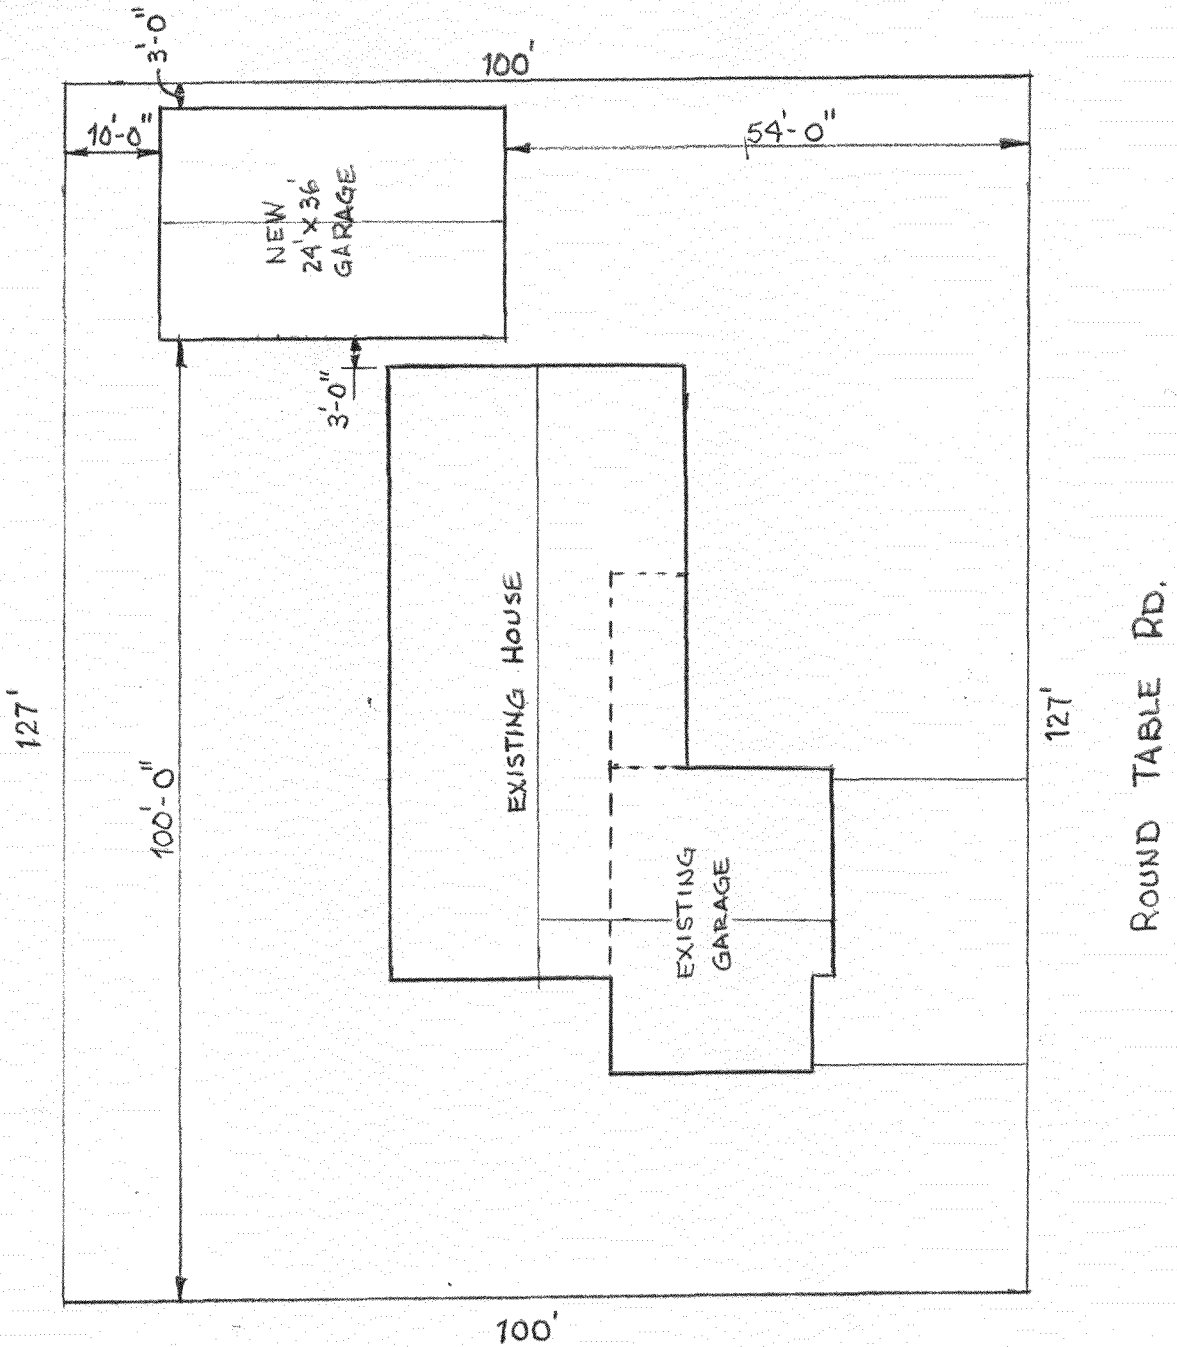 3'-0"
100'
10'-0"
54'-0"
NEW
24' X 36'
GARAGE
3'-0"
EXISTING HOUSE
127'
127'
ROUND TABLE RD.
100'-0"
EXISTING
GARAGE
100'